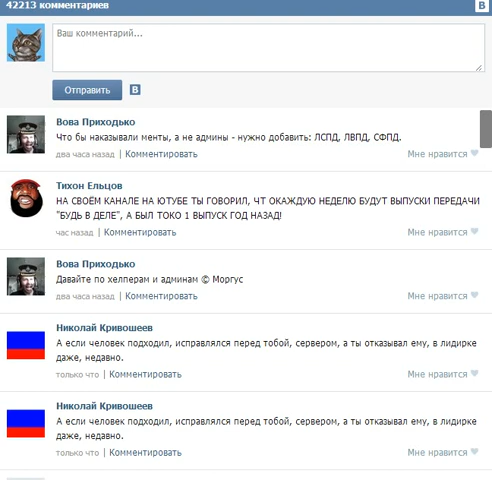 42213 комментариев
B
Ваш комментарий...
Отправить B
Вова Приходько
Что бы наказывали менты, а не админы - нужно добавить: ЛСПД, ЛВПД, СФПД.
два часа назад | Комментировать Мне нравится
Тихон Ельцов
НА СВОЁМ КАНАЛЕ НА ЮТУБЕ ТЫ ГОВОРИЛ, ЧТ ОКАЖДУЮ НЕДЕЛЮ БУДУТ ВЫПУСКИ ПЕРЕДАЧИ
"БУДЬ В ДЕЛЕ", А БЫЛ ТОКО 1 ВЫПУСК ГОД НАЗАД!
час назад | Комментировать Мне нравится
Вова Приходько
Давайте по хелперам и админам © Моргус
два часа назад | Комментировать Мне нравится
Николай Кривошеев
А если человек подходил, исправлялся перед тобой, сервером, а ты отказывал ему, в лидирке
даже, недавно.
только что | Комментировать Мне нравится
Николай Кривошеев
А если человек подходил, исправлялся перед тобой, сервером, а ты отказывал ему, в лидирке
даже, недавно.
только что | Комментировать Мне нравится